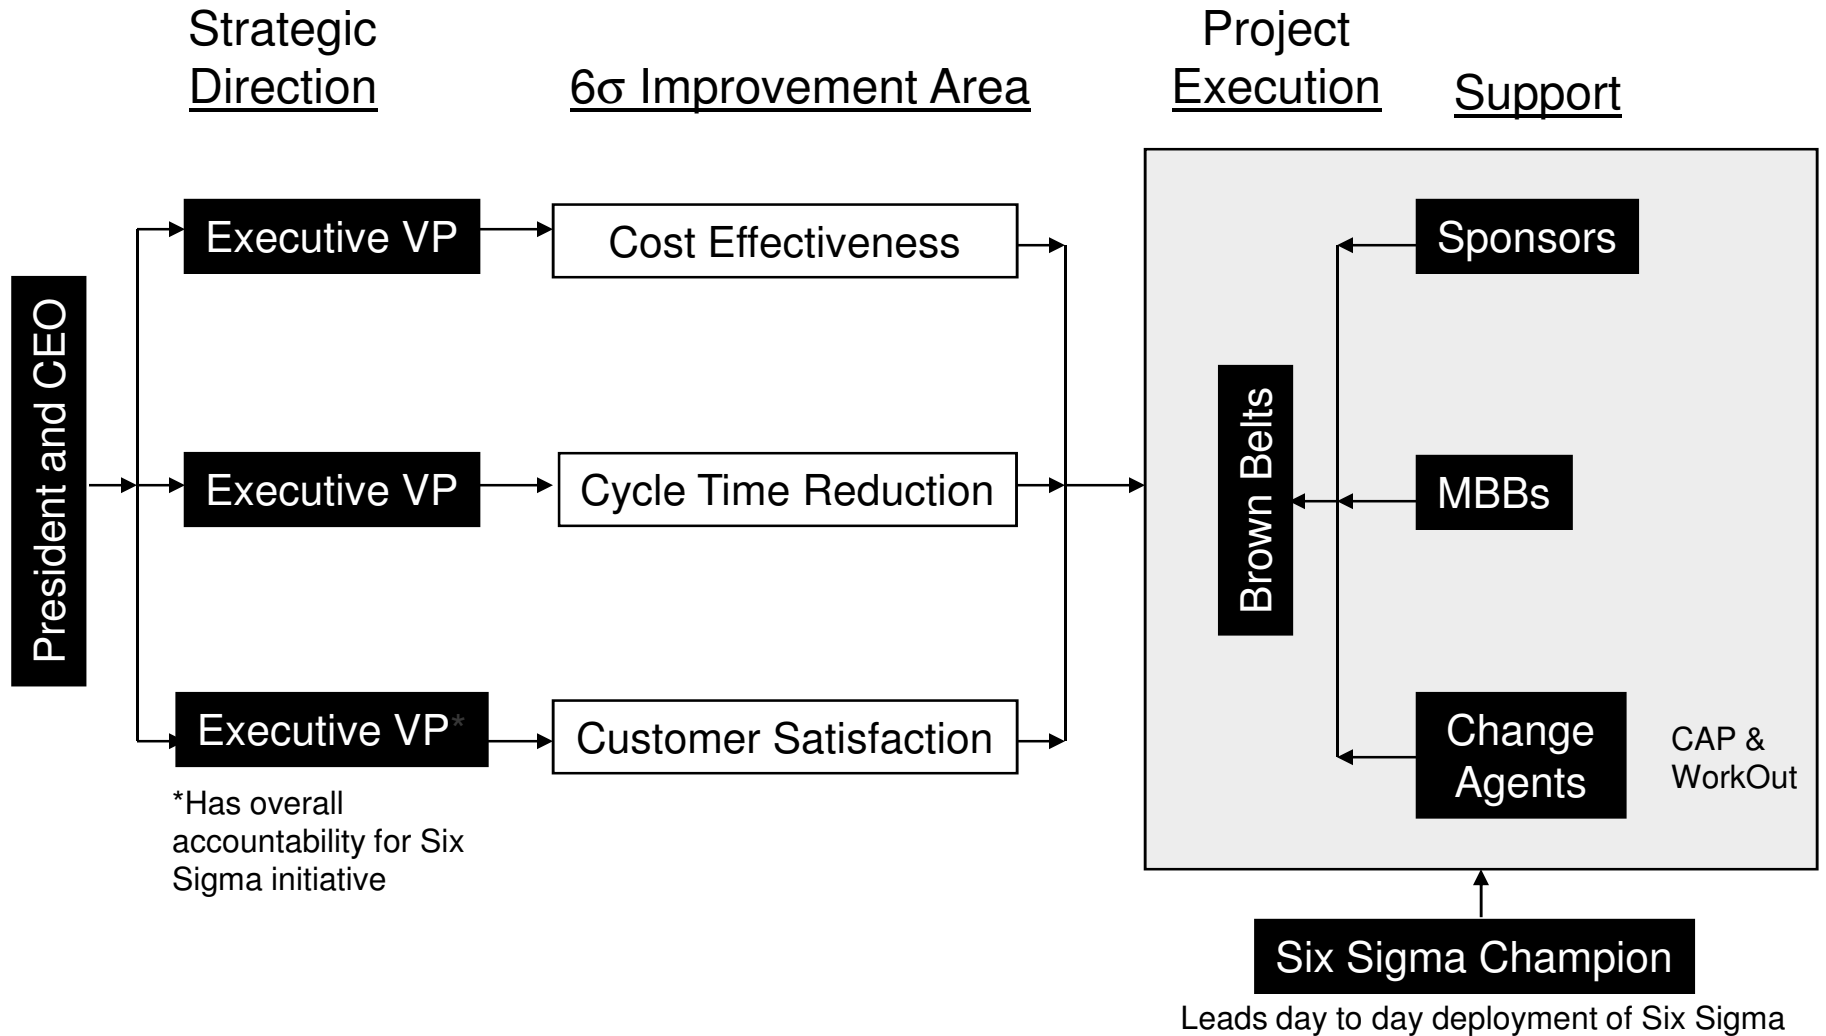 Strategic
Direction
6σ Improvement Area
Project
Execution
Support
President and CEO
Executive VP
Cost Effectiveness
Executive VP
Cycle Time Reduction
Executive VP*
Customer Satisfaction
*Has overall
accountability for Six
Sigma initiative
Brown Belts
Sponsors
MBBs
Change
Agents
CAP &
WorkOut
Six Sigma Champion
Leads day to day deployment of Six Sigma